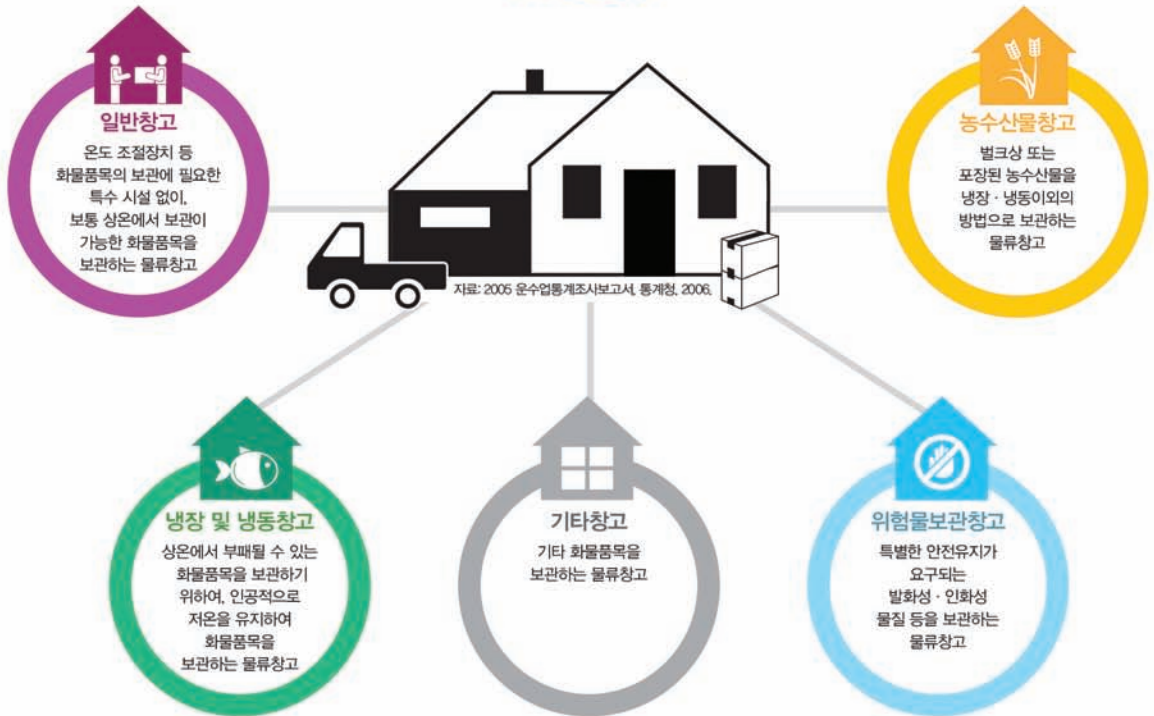 일반창고
온도 조절장치 등
화물품목의 보관에 필요한
특수 시설 없이,
보통 상온에서 보관이
가능한 화물품목을
보관하는 물류창고
농수산물창고
벌크상 또는
포장된 농수산물을
냉장·냉동이외의
방법으로 보관하는
물류창고
자료: 2005 운수업통계조사보고서, 통계청, 2006.
냉장 및 냉동창고
상온에서 부패될 수 있는
화물품목을 보관하기
위하여, 인공적으로
저온을 유지하여
화물품목을
보관하는 물류창고
기타창고
기타 화물품목을
보관하는 물류창고
위험물보관창고
특별한 안전유지가
요구되는
발화성·인화성
물질 등을 보관하는
물류창고